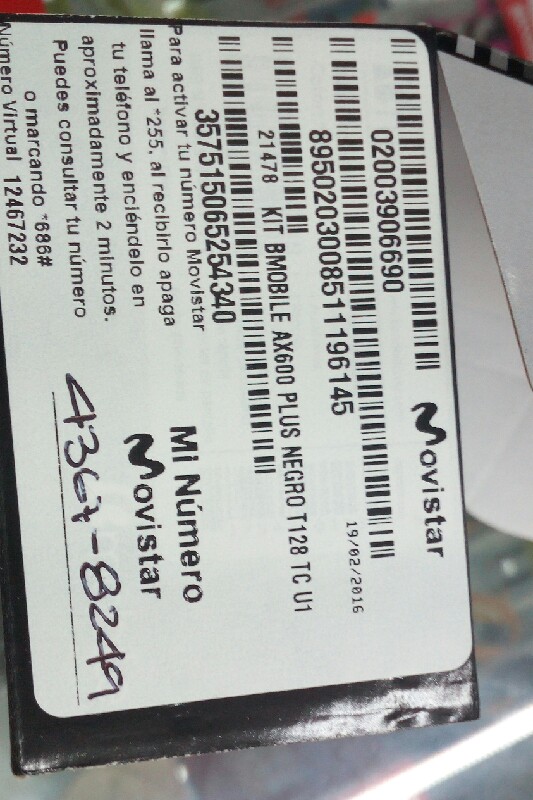 Movistar
020003906690
19/02/2016
8950203008511196145
21478 KIT BMOBILE AX600 PLUS NEGRO T128 TC U1
357515065254340
Para activar tu número Movistar
llama al *255, al recibirlo apaga
tu teléfono y enciéndelo en
aproximadamente 2 minutos.
Puedes consultar tu número
o marcando *686#
Número Virtual 12467232
Mi Número
Movistar
4367-8249